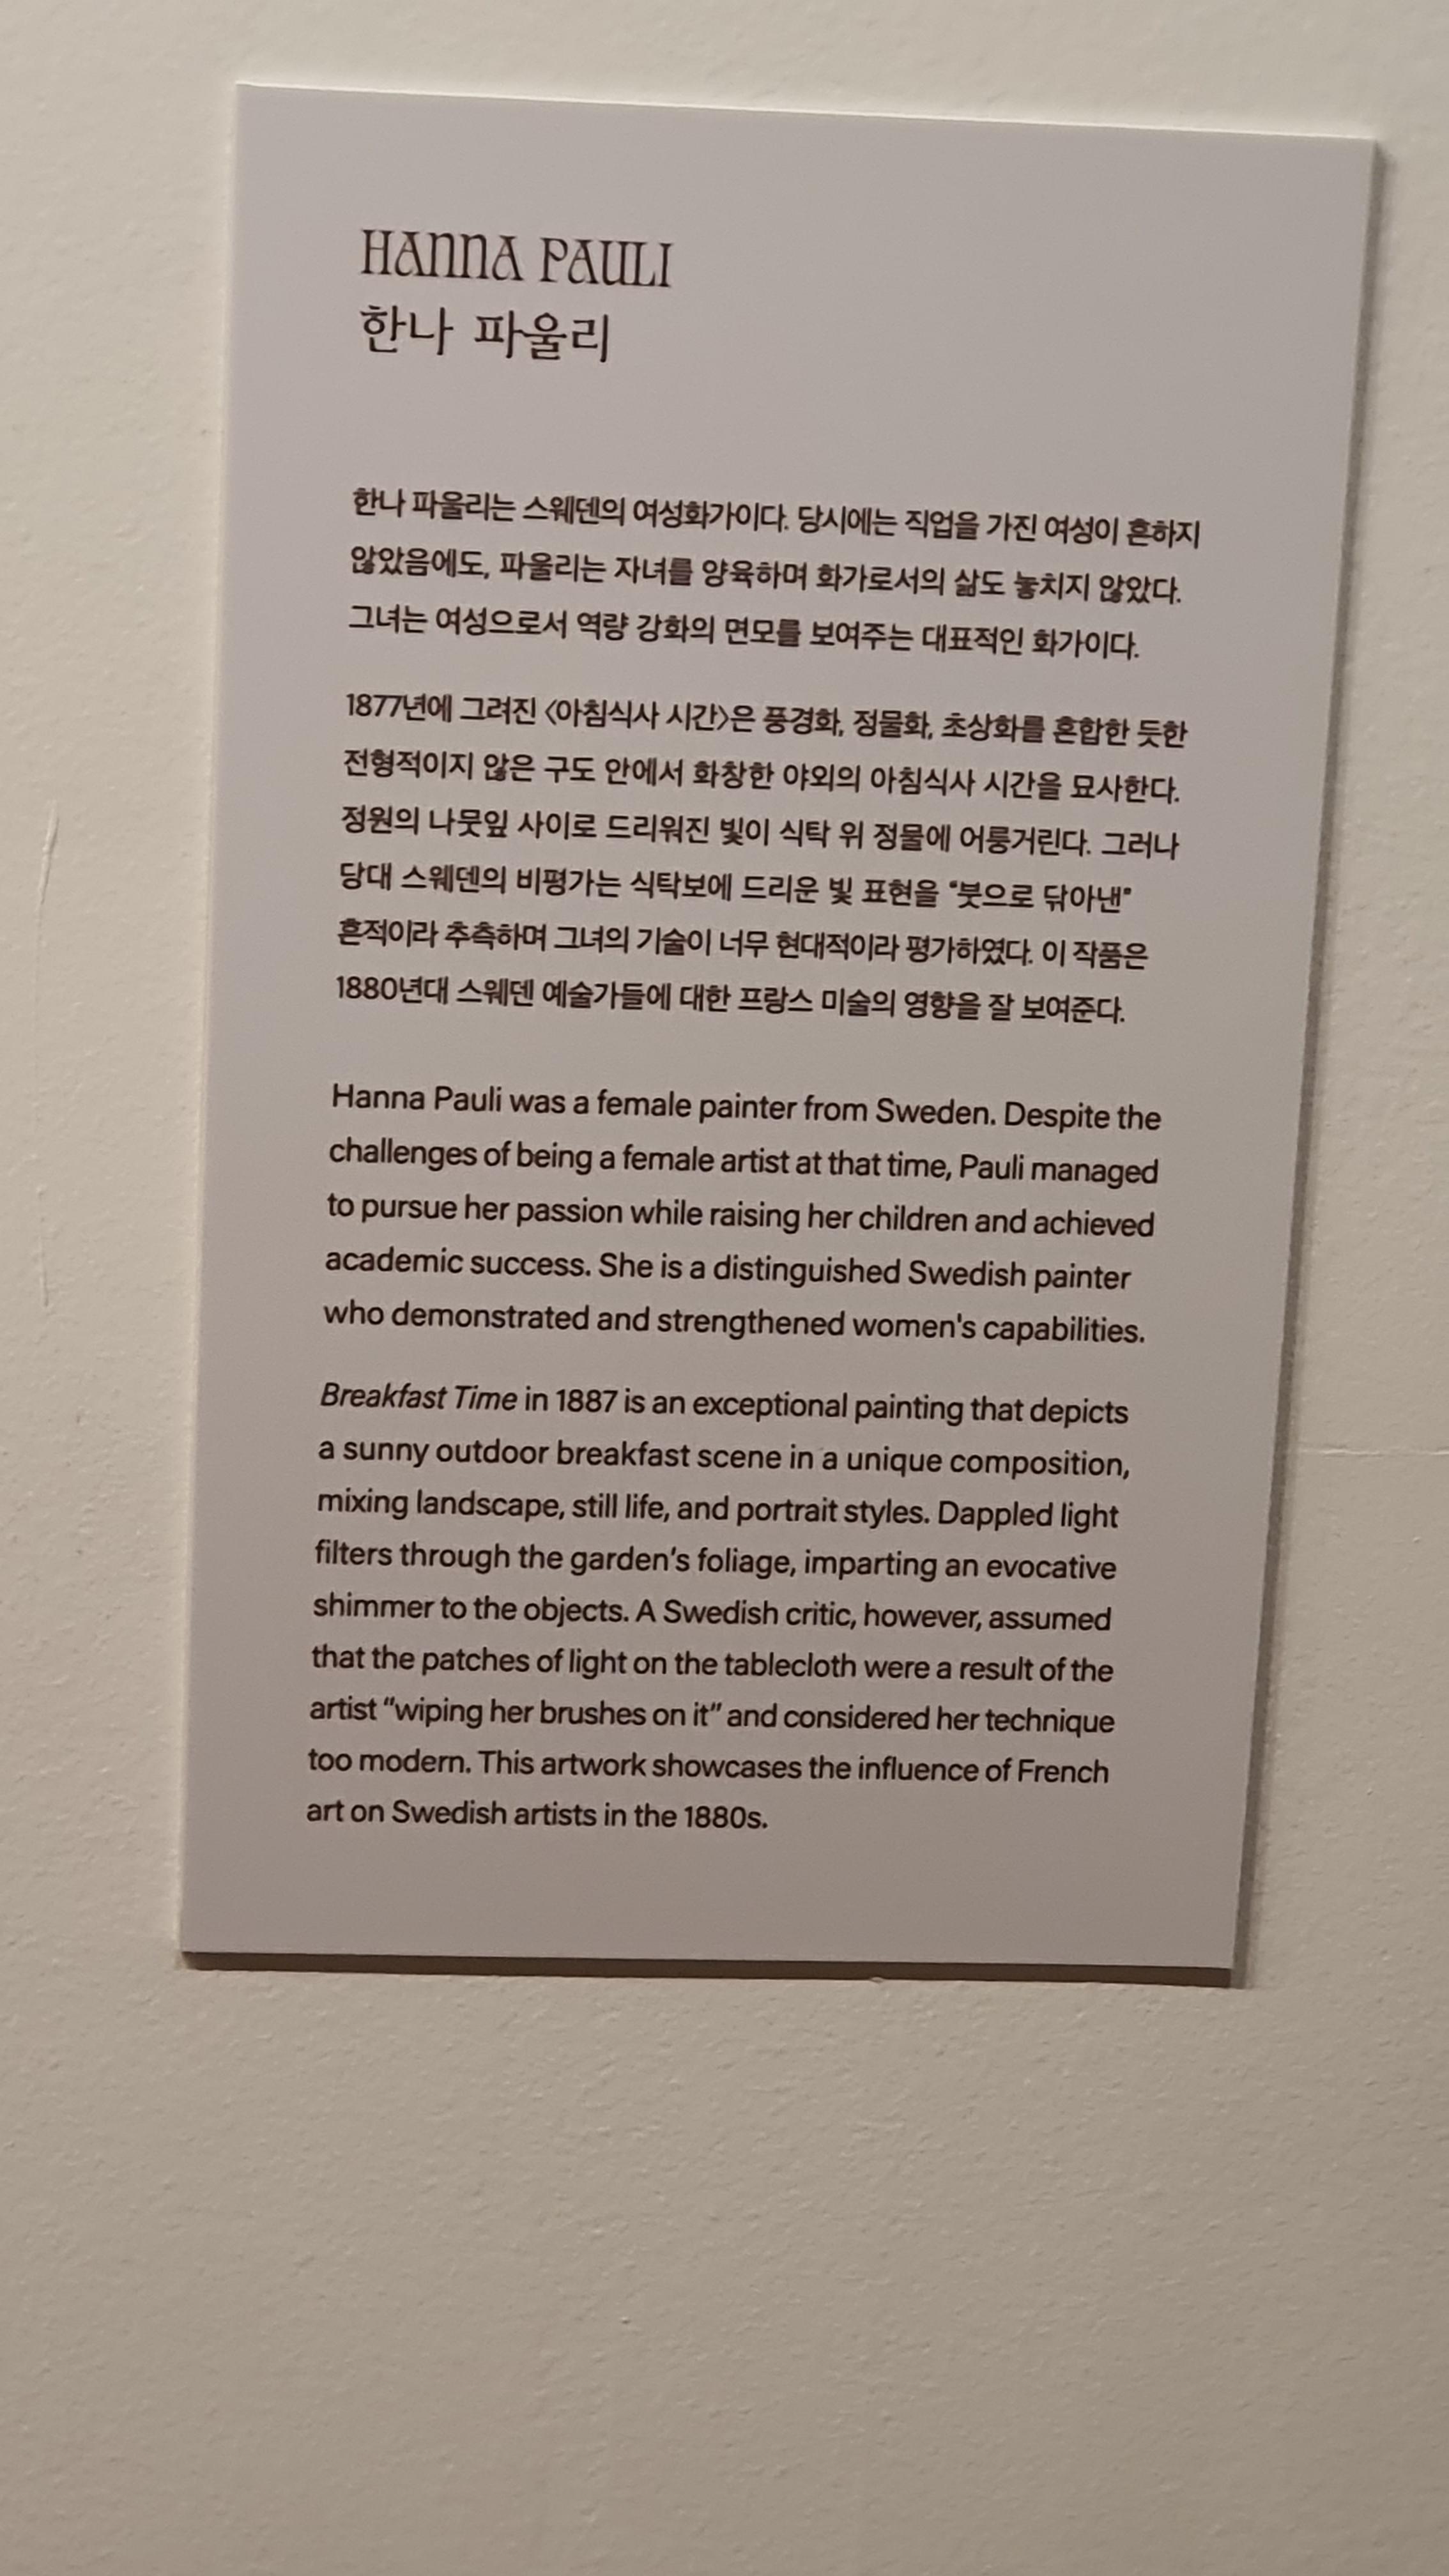 HANNA PAULI
한나 파울리
한나 파울리는 스웨덴의 여성화가이다. 당시에는 직업을 가진 여성이 흔하지
않았음에도, 파울리는 자녀를 양육하며 화가로서의 삶도 놓치지 않았다.
그녀는 여성으로서 역량 강화의 면모를 보여주는 대표적인 화가이다.
1877년에 그려진 〈아침식사 시간〉은 풍경화, 정물화, 초상화를 혼합한 듯한
전형적이지 않은 구도 안에서 화창한 야외의 아침식사 시간을 묘사한다.
정원의 나뭇잎 사이로 드리워진 빛이 식탁 위 정물에 어룽거린다. 그러나
당대 스웨덴의 비평가는 식탁보에 드리운 빛 표현을 “붓으로 닦아낸”
흔적이라 추측하며 그녀의 기술이 너무 현대적이라 평가하였다. 이 작품은
1880년대 스웨덴 예술가들에 대한 프랑스 미술의 영향을 잘 보여준다.
Hanna Pauli was a female painter from Sweden. Despite the
challenges of being a female artist at that time, Pauli managed
to pursue her passion while raising her children and achieved
academic success. She is a distinguished Swedish painter
who demonstrated and strengthened women's capabilities.
Breakfast Time in 1887 is an exceptional painting that depicts
a sunny outdoor breakfast scene in a unique composition,
mixing landscape, still life, and portrait styles. Dappled light
filters through the garden’s foliage, imparting an evocative
shimmer to the objects. A Swedish critic, however, assumed
that the patches of light on the tablecloth were a result of the
artist “wiping her brushes on it” and considered her technique
too modern. This artwork showcases the influence of French
art on Swedish artists in the 1880s.